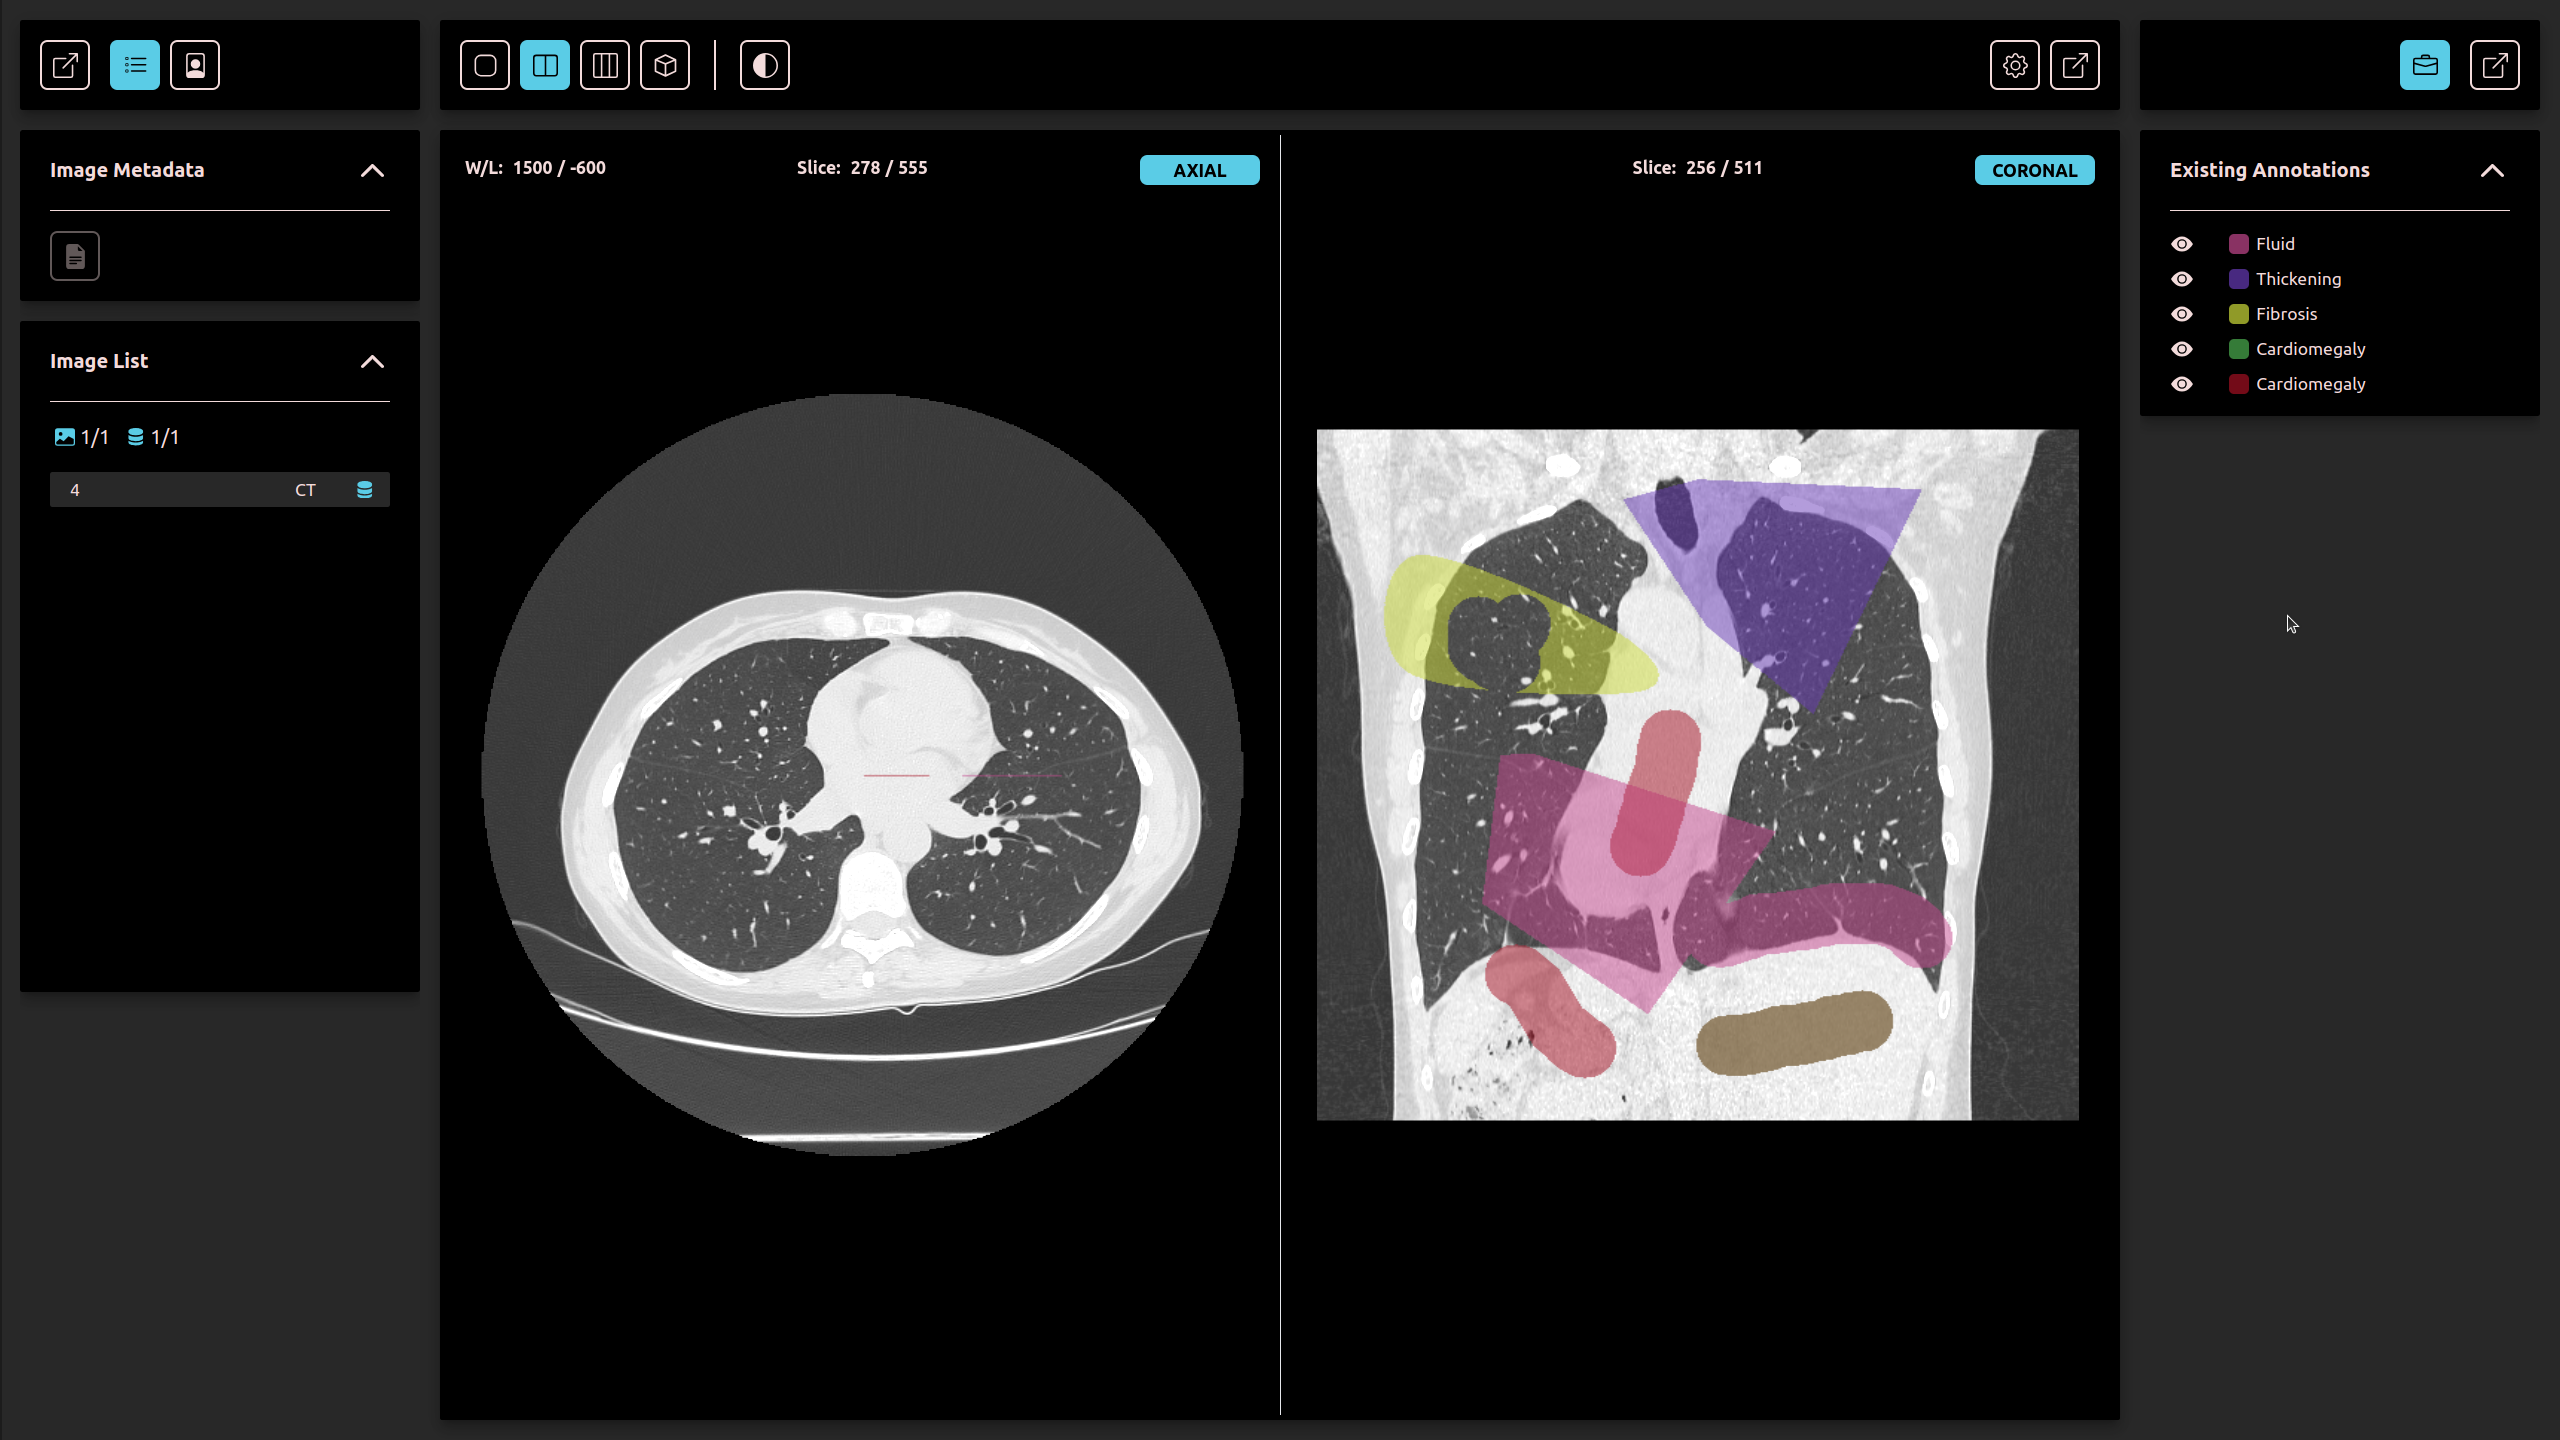 Image Metadata
Image List
1/1 1/1
4 CT
W/L: 1500 / -600
Slice: 278 / 555
AXIAL
Slice: 256 / 511
CORONAL
Existing Annotations
Fluid
Thickening
Fibrosis
Cardiomegaly
Cardiomegaly